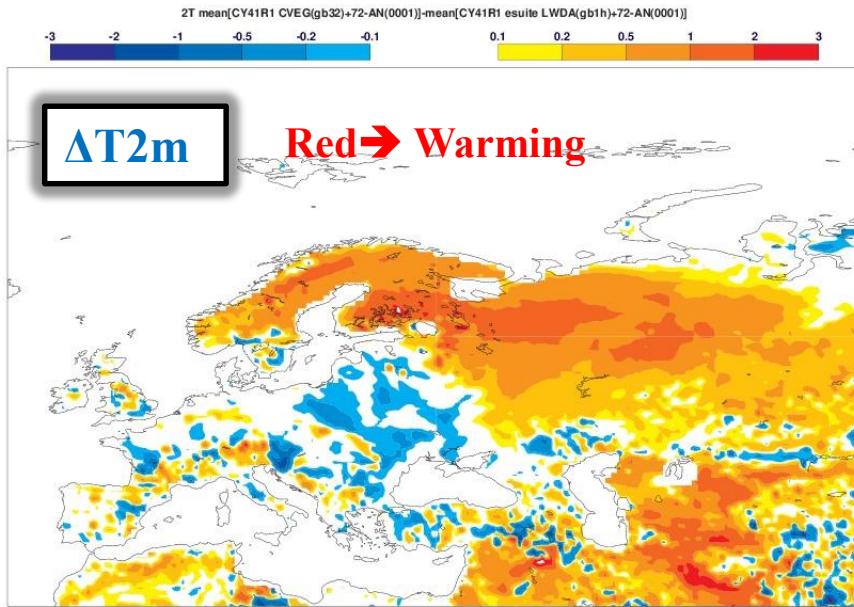 2T mean[CY41R1 CVEG(gb32)+72-AN(0001)]-mean[CY41R1 esuite LWDA(gb1h)+72-AN(0001)]
-3 -2 -1 -0.5 -0.2 -0.1 0.1 0.2 0.5 1 2 3
ΔT2m
Red➔ Warming